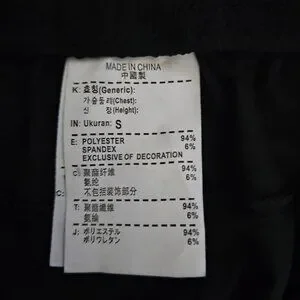 MADE IN CHINA
中國製
K: 호칭(Generic):
가슴둘레(Chest):
신 장(Height):
IN: Ukuran: S
E: POLYESTER 94%
SPANDEX 6%
EXCLUSIVE OF DECORATION
C: 聚酯纤维 94%
氨纶 6%
不包括装饰部分
T: 聚酯纖維 94%
氨綸 6%
J: ポリエステル 94%
ポリウレタン 6%
C: